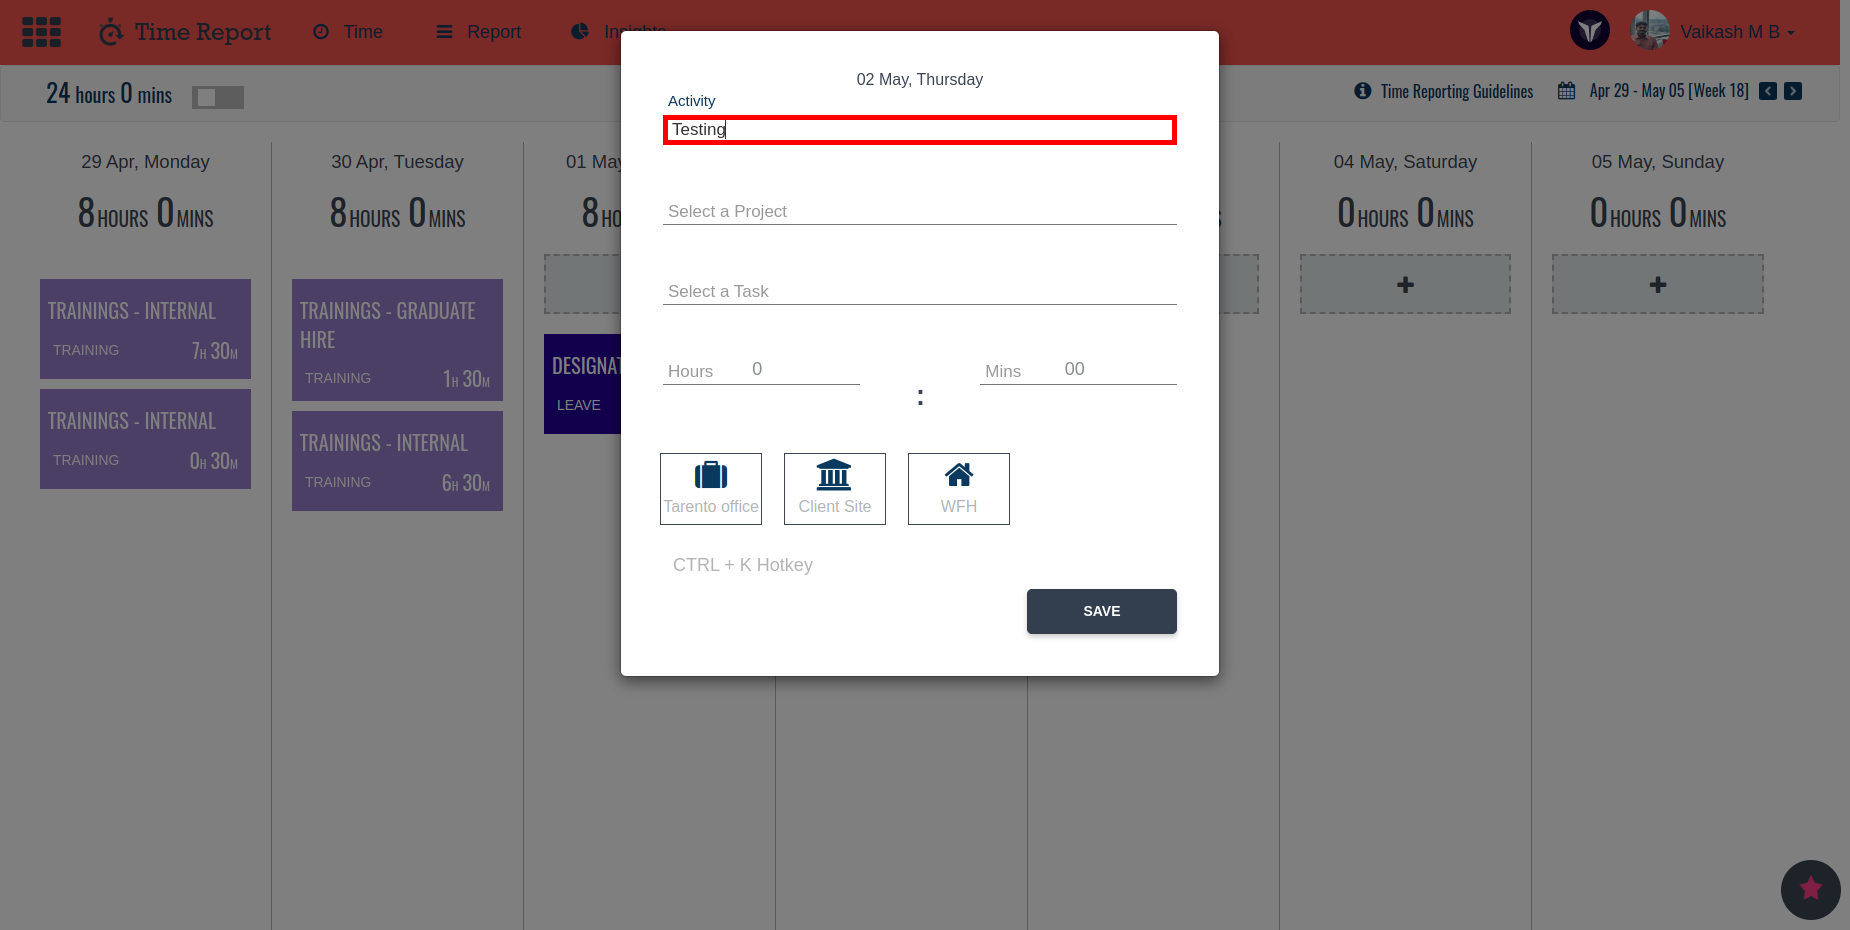 Time Report
Time
Report
Vaikash M B
24 hours 0 mins
Time Reporting Guidelines
Apr 29 - May 05 [Week 18]
29 Apr, Monday
8 HOURS 0 MINS
TRAININGS - INTERNAL
TRAINING
7H 30M
TRAININGS - INTERNAL
TRAINING
0H 30M
30 Apr, Tuesday
8 HOURS 0 MINS
TRAININGS - GRADUATE
HIRE
TRAINING
1H 30M
TRAININGS - INTERNAL
TRAINING
6H 30M
01 May
8 HO
DESIGNAT
LEAVE
02 May, Thursday
Activity
Testing
Select a Project
Select a Task
Hours 0
:
Mins 00
Tarento office
Client Site
WFH
CTRL + K Hotkey
SAVE
04 May, Saturday
0 HOURS 0 MINS
05 May, Sunday
0 HOURS 0 MINS